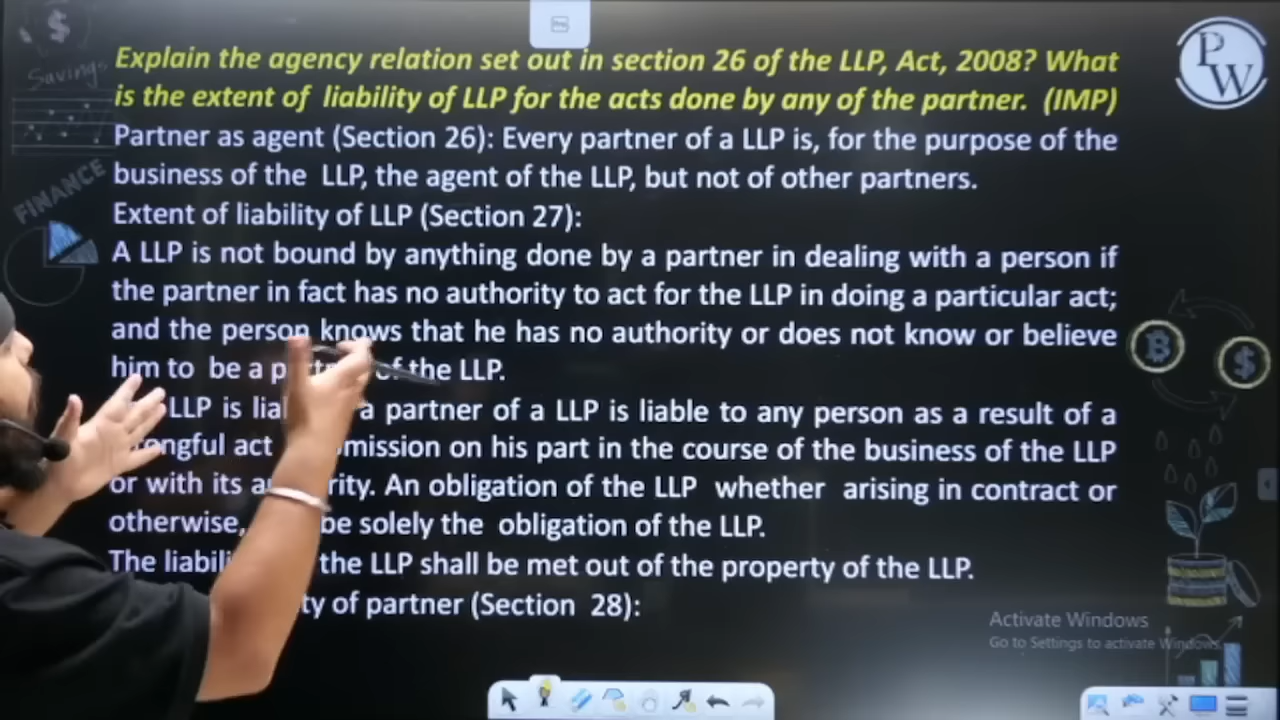 Explain the agency relation set out in section 26 of the LLP, Act, 2008? What
is the extent of liability of LLP for the acts done by any of the partner. (IMP)
Partner as agent (Section 26): Every partner of a LLP is, for the purpose of the
business of the LLP, the agent of the LLP, but not of other partners.
Extent of liability of LLP (Section 27):
A LLP is not bound by anything done by a partner in dealing with a person if
the partner in fact has no authority to act for the LLP in doing a particular act;
and the person knows that he has no authority or does not know or believe
him to be a of the LLP.
LLP is a partner of a LLP is liable to any person as a result of a
act on his part in the course of the business of the LLP
or with its An obligation of the LLP whether arising in contract or
otherwise, be solely the obligation of the LLP.
The the LLP shall be met out of the property of the LLP.
of partner (Section 28):
Savings
FINANCE
P
W
Activate Windows
Go to Settings to activate Windows.